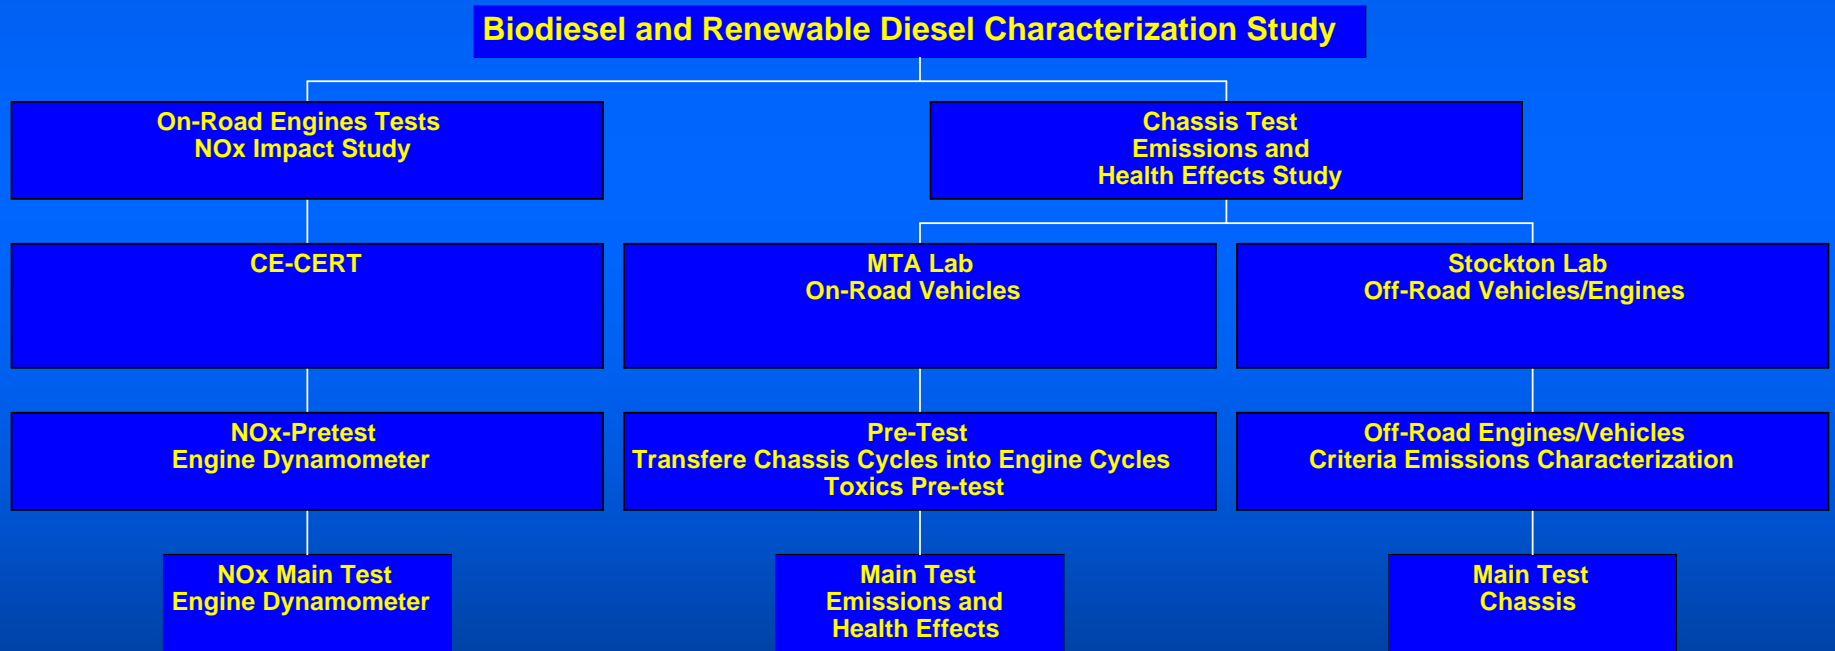 Biodiesel and Renewable Diesel Characterization Study
On-Road Engines Tests
NOx Impact Study
Chassis Test
Emissions and
Health Effects Study
CE-CERT
MTA Lab
On-Road Vehicles
Stockton Lab
Off-Road Vehicles/Engines
NOx-Pretest
Engine Dynamometer
Pre-Test
Transfere Chassis Cycles into Engine Cycles
Toxics Pre-test
Off-Road Engines/Vehicles
Criteria Emissions Characterization
NOx Main Test
Engine Dynamometer
Main Test
Emissions and
Health Effects
Main Test
Chassis